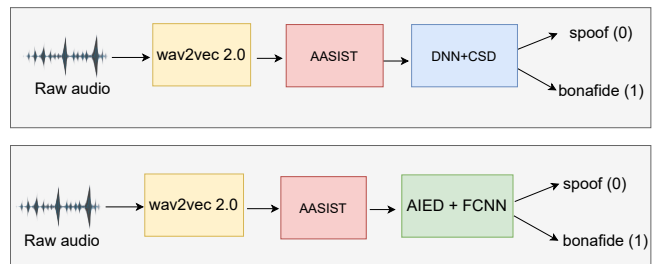 Raw audio
wav2vec 2.0
AASIST
DNN+CSD
spoof (0)
bonafide (1)
Raw audio
wav2vec 2.0
AASIST
AIED + FCNN
spoof (0)
bonafide (1)